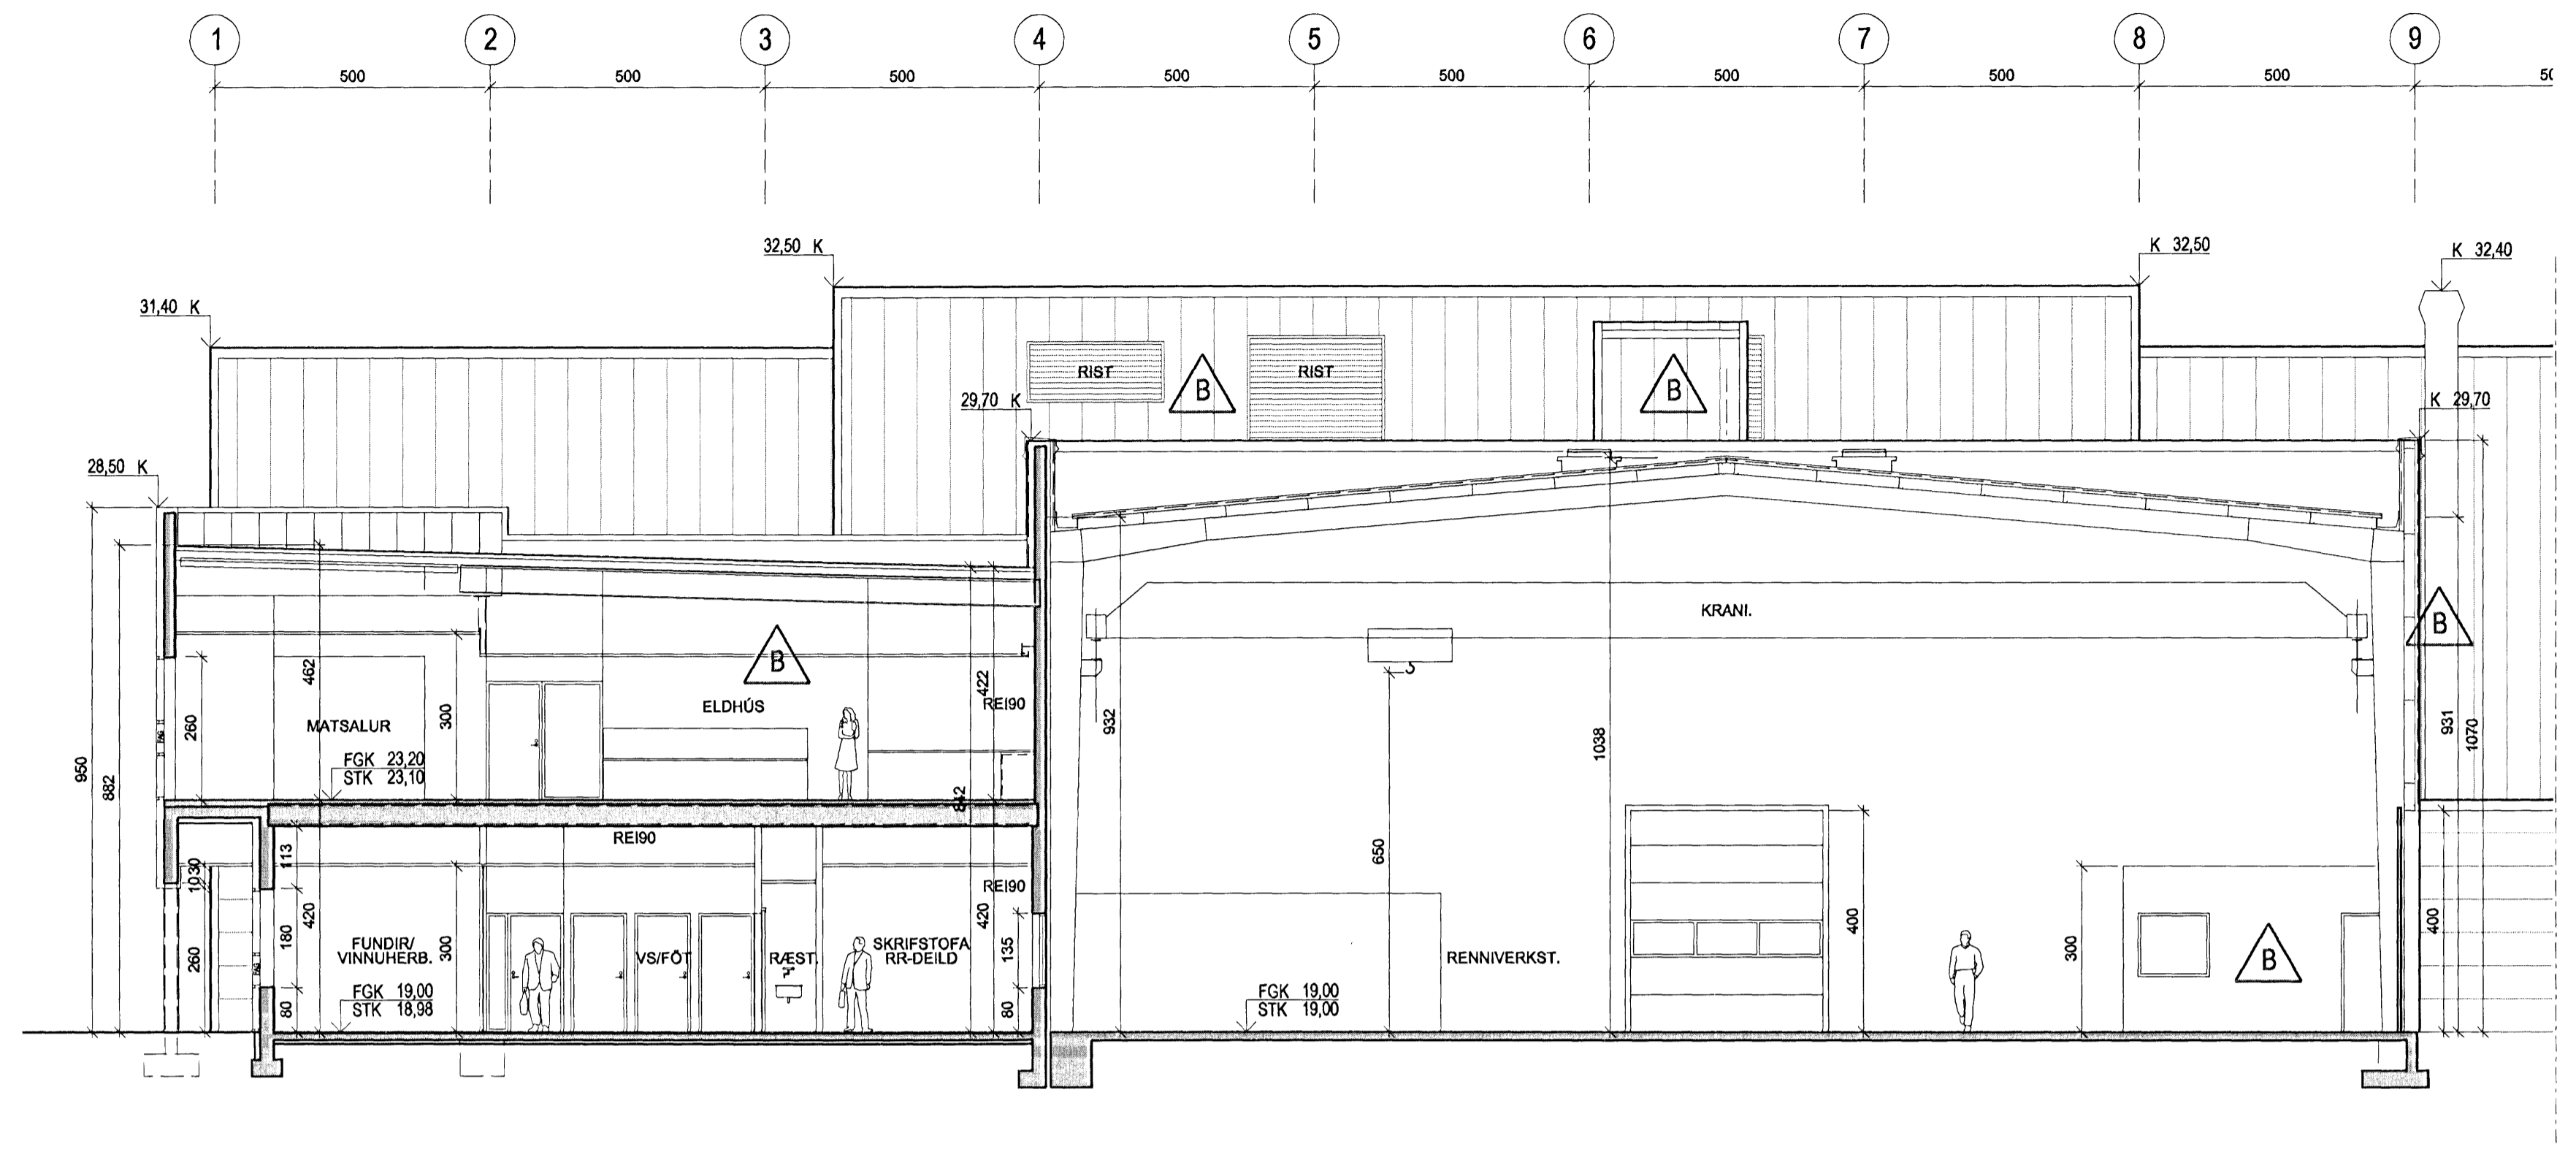 1 2 3 4 5 6 7 8 9
500 500 500 500 500 500 500 500
32,50 K
K 32,50
K 32,40
31,40 K
RIST
B
RIST
B
29,70 K
K 29,70
28,50 K
KRANI.
B
B
462
422
ELDHÚS
REI90
260
300
MATSALUR
932
1038
931
1070
950
882
FGK 23,20
STK 23,10
842
REI90
113
650
1030
REI90
420
180
420
135
400
400
260
FUNDIR/
VINNUHERB.
300
VS/FÖT
RÆST.
SKRIFSTOFA
RR-DEILD
RENNIVERKST.
300
B
80
FGK 19,00
STK 18,98
80
FGK 19,00
STK 19,00